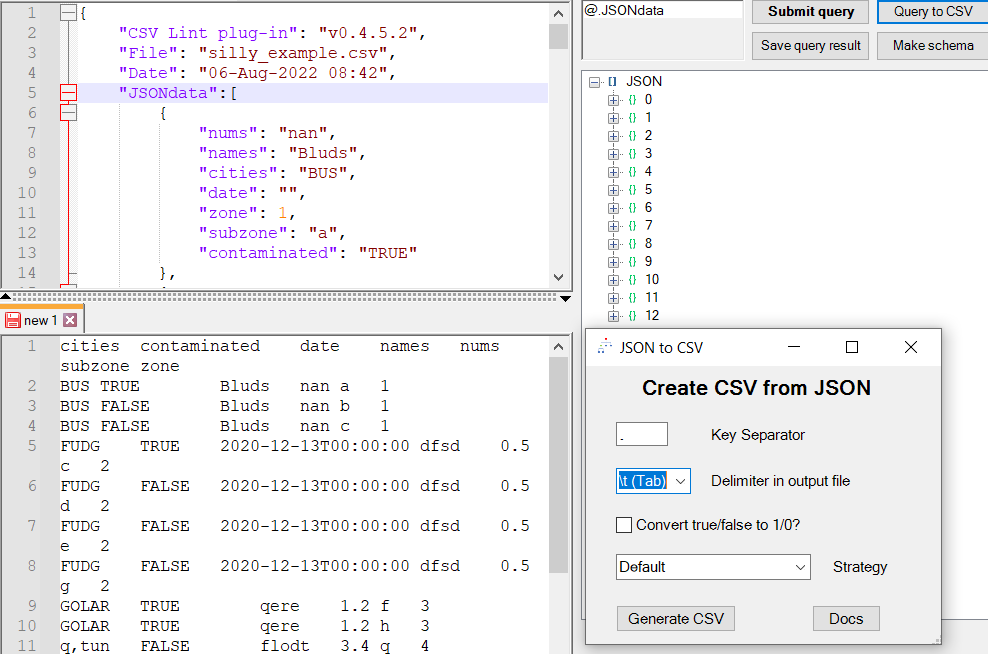 1 {
2 "CSV Lint plug-in": "v0.4.5.2",
3 "File": "silly_example.csv",
4 "Date": "06-Aug-2022 08:42",
5 "JSONdata":[
6 {
7 "nums": "nan",
8 "names": "Bluds",
9 "cities": "BUS",
10 "date": "",
11 "zone": 1,
12 "subzone": "a",
13 "contaminated": "TRUE"
14 },
new 1
1 cities contaminated date names nums
subzone zone
2 BUS TRUE Bluds nan a 1
3 BUS FALSE Bluds nan b 1
4 BUS FALSE Bluds nan c 1
5 FUDG TRUE 2020-12-13T00:00:00 dfsd 0.5
c 2
6 FUDG FALSE 2020-12-13T00:00:00 dfsd 0.5
d 2
7 FUDG FALSE 2020-12-13T00:00:00 dfsd 0.5
e 2
8 FUDG FALSE 2020-12-13T00:00:00 dfsd 0.5
g 2
9 GOLAR TRUE qere 1.2 f 3
10 GOLAR TRUE qere 1.2 h 3
11 q,tun FALSE flodt 3.4 q 4
@.JSONdata
Submit query
Query to CSV
Save query result
Make schema
[] JSON
{} 0
{} 1
{} 2
{} 3
{} 4
{} 5
{} 6
{} 7
{} 8
{} 9
{} 10
{} 11
{} 12
JSON to CSV
Create CSV from JSON
. Key Separator
\t (Tab) Delimiter in output file
Convert true/false to 1/0?
Default Strategy
Generate CSV
Docs